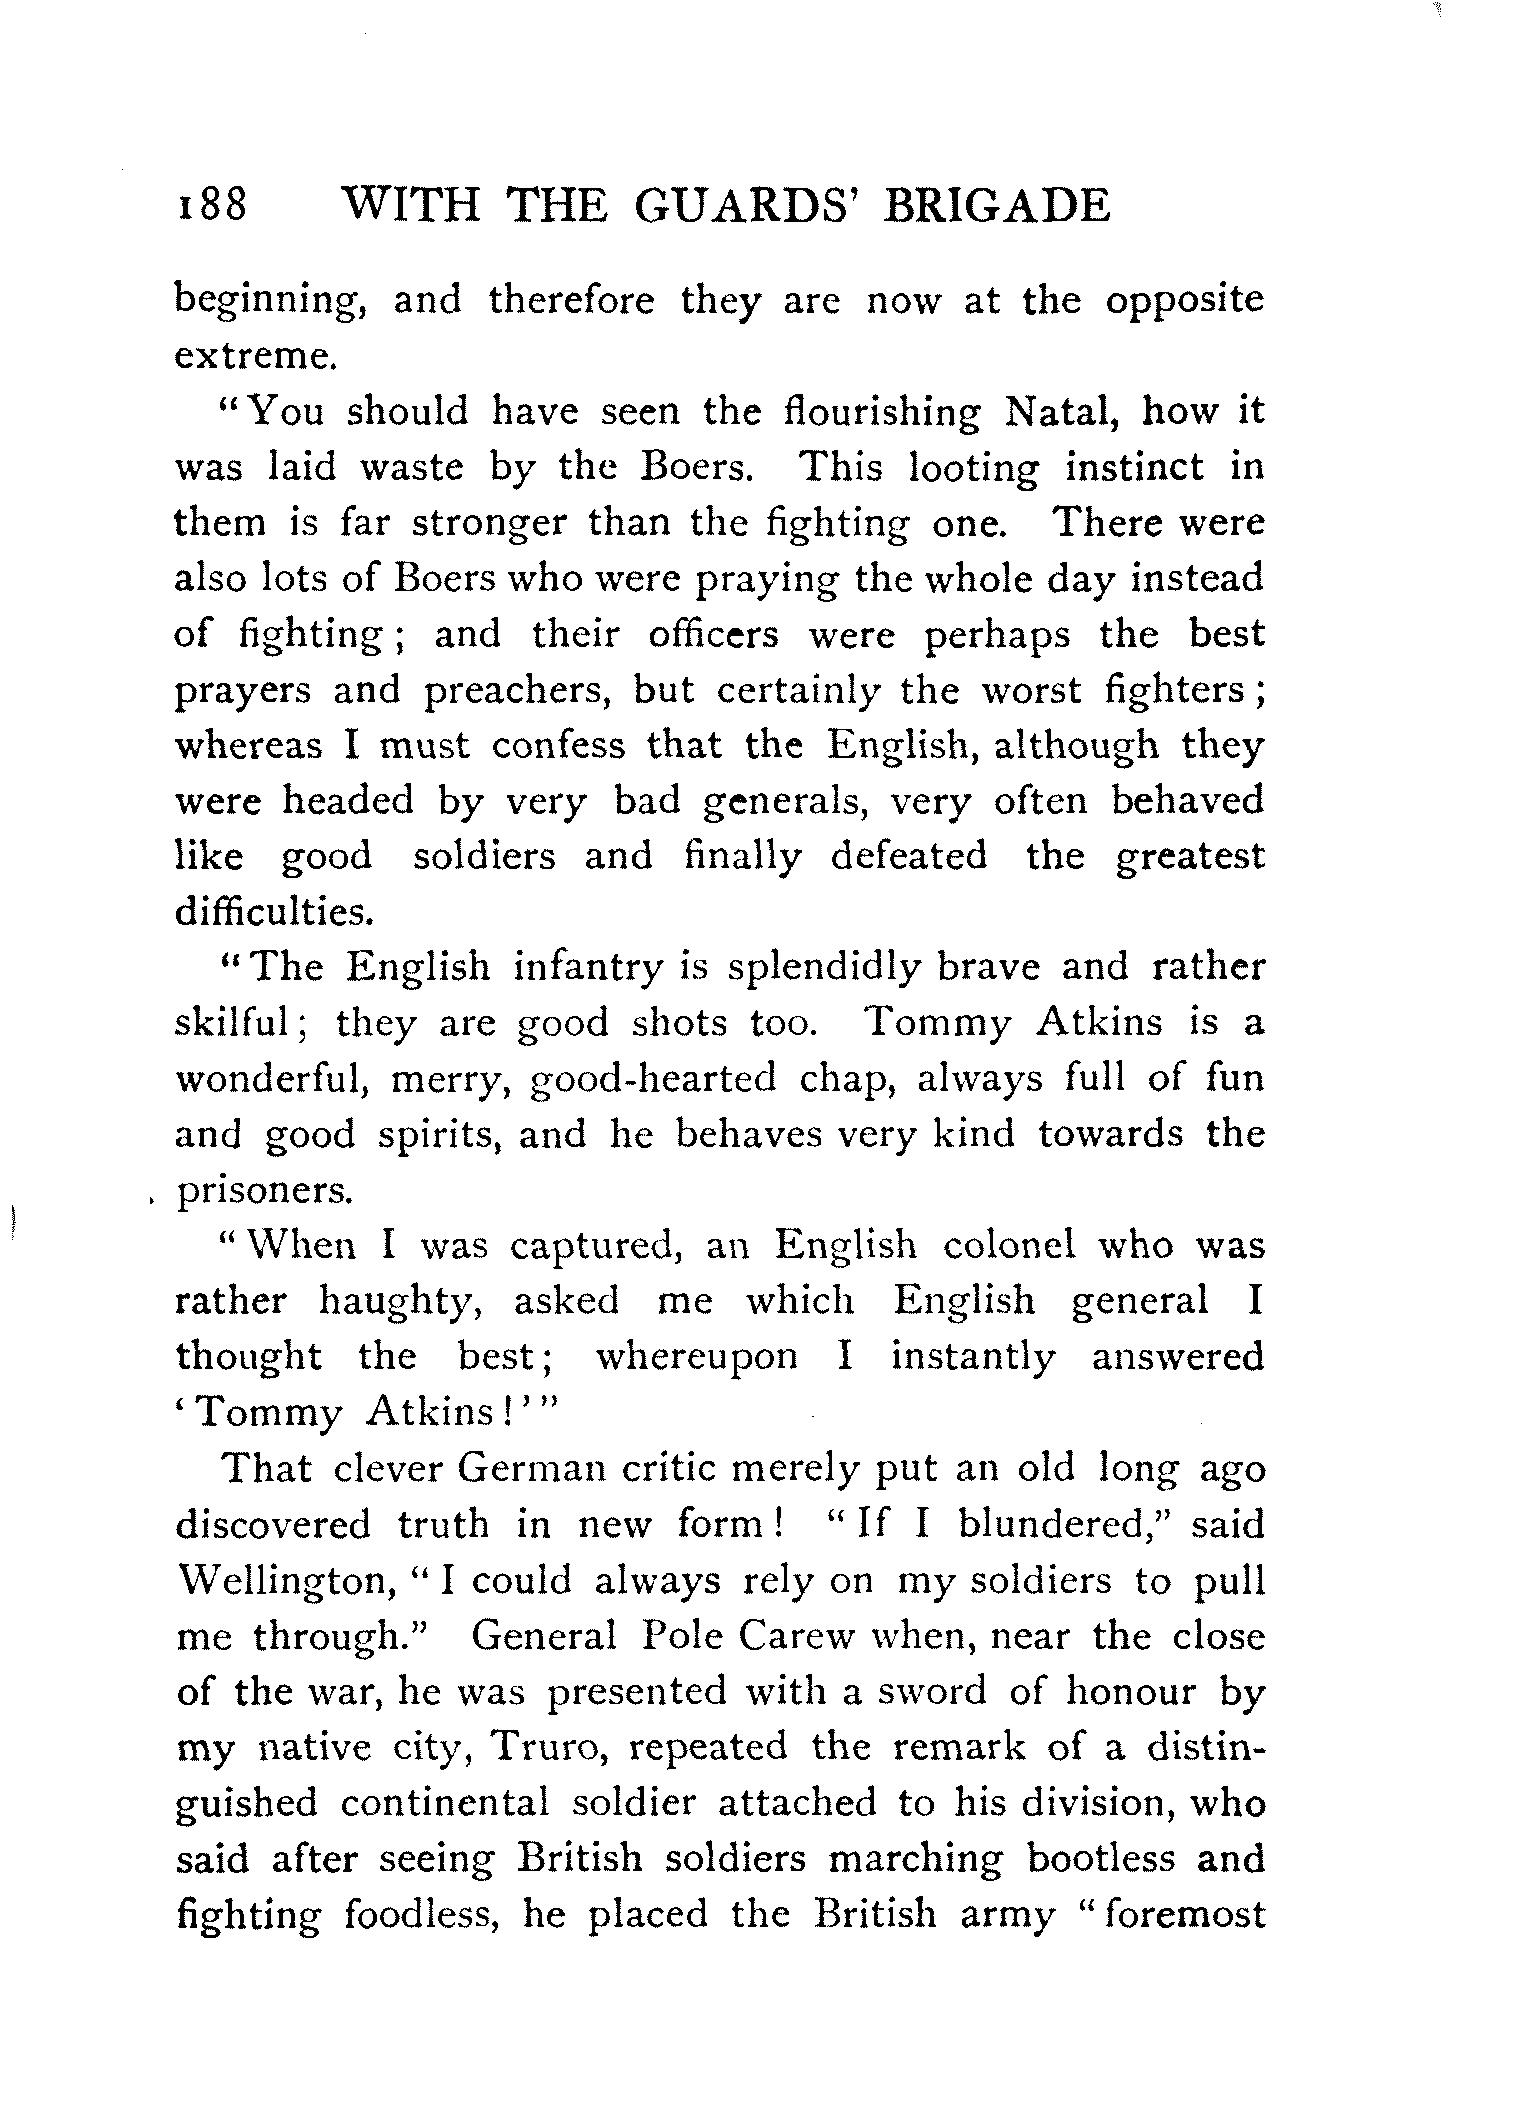 188 WITH THE GUARDS' BRIGADE
beginning, and therefore they are now at the opposite
extreme.
"You should have seen the flourishing Natal, how it
was laid waste by the Boers. This looting instinct in
them is far stronger than the fighting one. There were
also lots of Boers who were praying the whole day instead
of fighting; and their officers were perhaps the best
prayers and preachers, but certainly the worst fighters;
whereas I must confess that the English, although they
were headed by very bad generals, very often behaved
like good soldiers and finally defeated the greatest
difficulties.
"The English infantry is splendidly brave and rather
skilful; they are good shots too. Tommy Atkins is a
wonderful, merry, good-hearted chap, always full of fun
and good spirits, and he behaves very kind towards the
prisoners.
"When I was captured, an English colonel who was
rather haughty, asked me which English general I
thought the best; whereupon I instantly answered
'Tommy Atkins!'"
That clever German critic merely put an old long ago
discovered truth in new form! "If I blundered," said
Wellington, "I could always rely on my soldiers to pull
me through." General Pole Carew when, near the close
of the war, he was presented with a sword of honour by
my native city, Truro, repeated the remark of a distin-
guished continental soldier attached to his division, who
said after seeing British soldiers marching bootless and
fighting foodless, he placed the British army "foremost